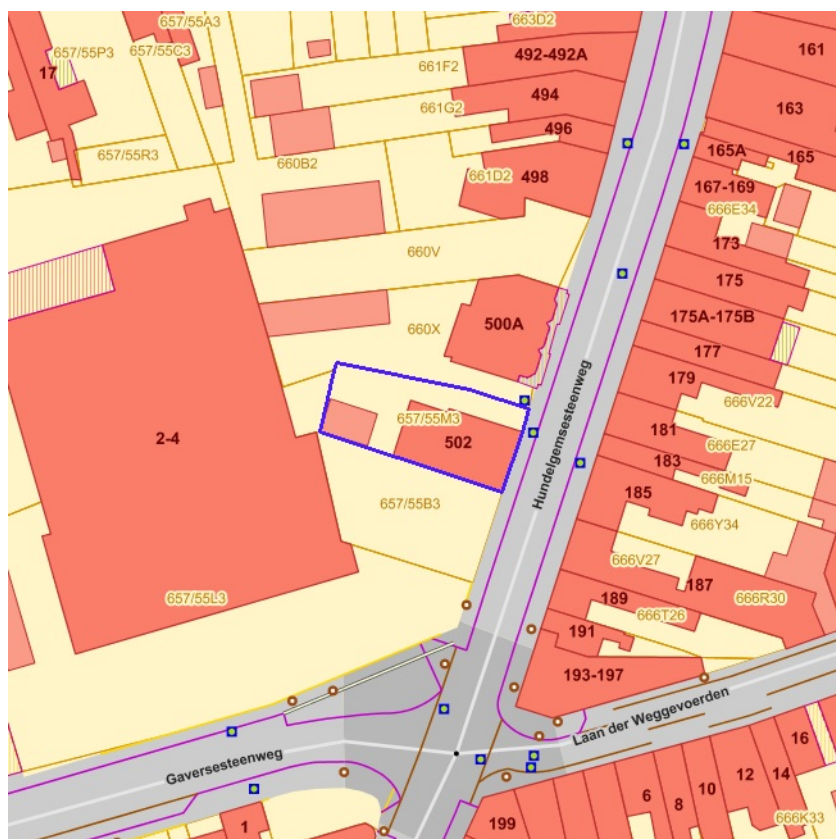 657/55A3
663D2
161
657/55P3
657/55C3
492-492A
661F2
17
494
163
661G2
496
165A
165
657/55R3
660B2
661D2
498
167-169
666E34
173
660V
175
175A-175B
500A
660X
177
179
666V22
657/55M3
181
2-4
502
Hundelgemsesteenweg
666E27
183
666M15
185
657/55B3
666Y34
666V27
187
657/55L3
189
666R30
666T26
191
193-197
Laan der Weggevoerden
Gaversesteenweg
16
14
12
10
8
6
1
199
666K33